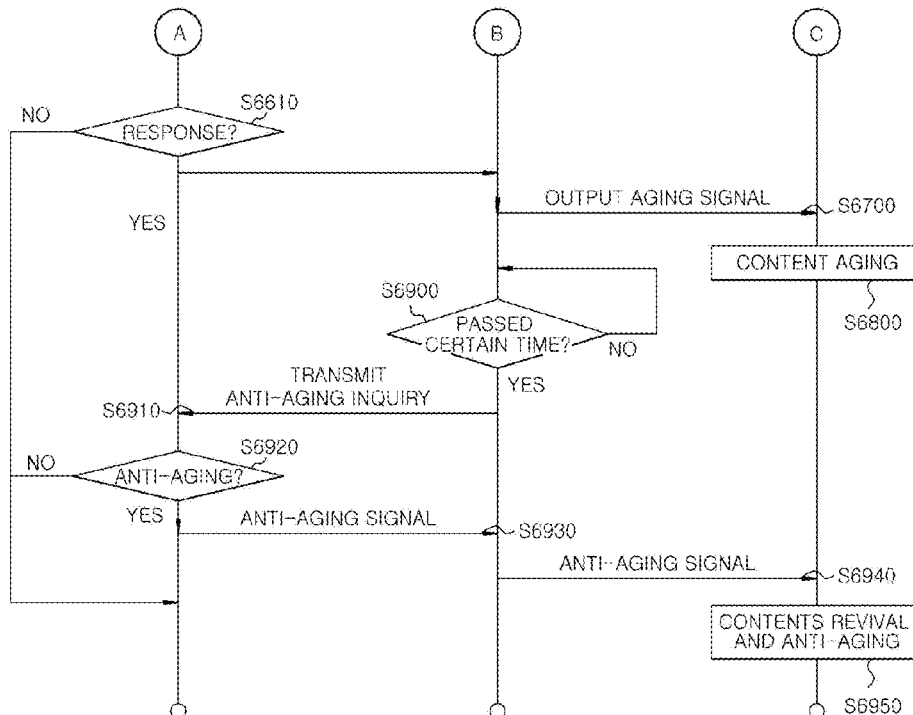 A
B
C
S6610
NO
RESPONSE?
YES
OUTPUT AGING SIGNAL
S6700
CONTENT AGING
S6800
S6900
PASSED
CERTAIN TIME?
NO
YES
TRANSMIT
ANTI-AGING INQUIRY
S6910
S6920
NO
ANTI-AGING?
YES
ANTI-AGING SIGNAL
S6930
ANTI-AGING SIGNAL
S6940
CONTENTS REVIVAL
AND ANTI-AGING
S6950